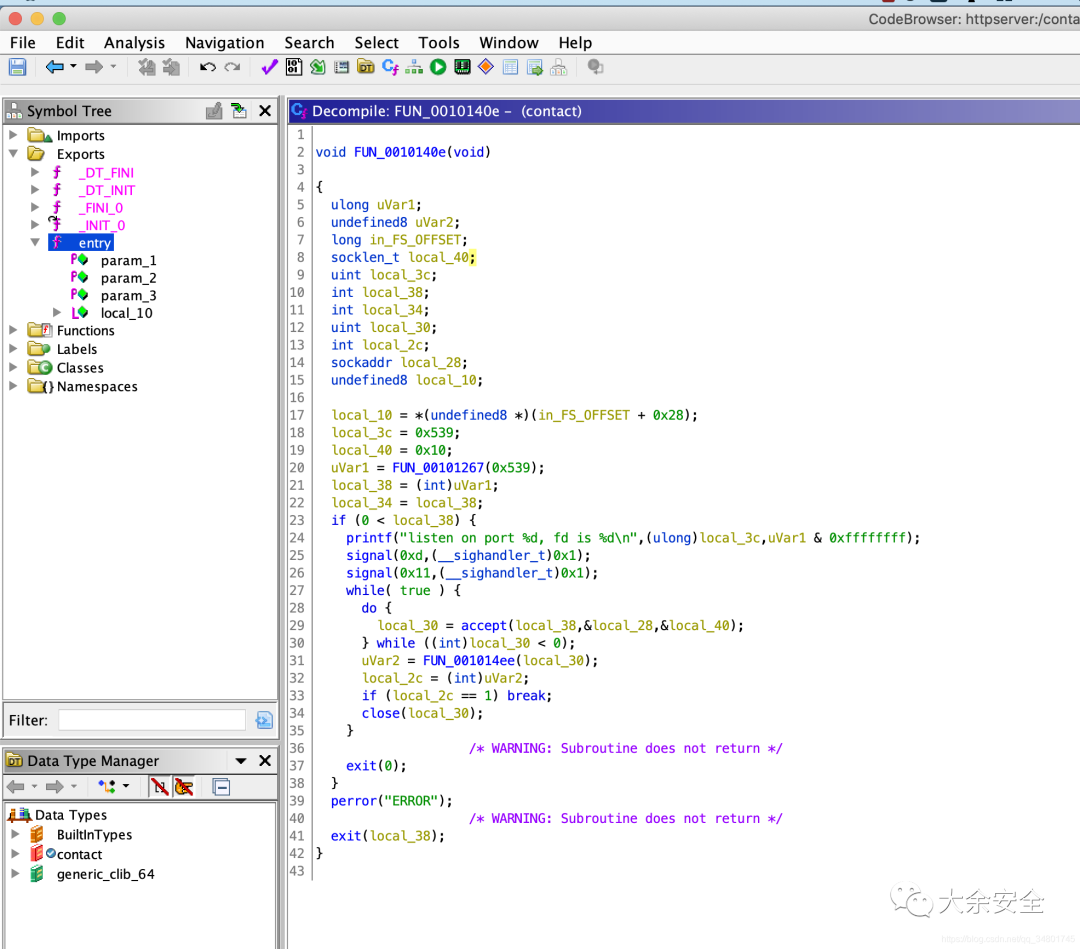 CodeBrowser: httpserver:/conta
File Edit Analysis Navigation Search Select Tools Window Help
Symbol Tree
Imports
Exports
_DT_FINI
_DT_INIT
_FINI_0
_INIT_0
entry
param_1
param_2
param_3
local_10
Functions
Labels
Classes
Namespaces
Filter:
Data Type Manager
Data Types
BuiltInTypes
contact
generic_clib_64
Decompile: FUN_0010140e – (contact)
1
2 void FUN_0010140e(void)
3
4 {
5 ulong uVar1;
6 undefined8 uVar2;
7 long in_FS_OFFSET;
8 socklen_t local_40;
9 uint local_3c;
10 int local_38;
11 int local_34;
12 uint local_30;
13 int local_2c;
14 sockaddr local_28;
15 undefined8 local_10;
16
17 local_10 = *(undefined8 *)(in_FS_OFFSET + 0x28);
18 local_3c = 0x539;
19 local_40 = 0x10;
20 uVar1 = FUN_00101267(0x539);
21 local_38 = (int)uVar1;
22 local_34 = local_38;
23 if (0 < local_38) {
24 printf("listen on port %d, fd is %d\n",(ulong)local_3c,uVar1 & 0xffffffff);
25 signal(0xd,(__sighandler_t)0x1);
26 signal(0x11,(__sighandler_t)0x1);
27 while( true ) {
28 do {
29 local_30 = accept(local_38,&local_28,&local_40);
30 } while ((int)local_30 < 0);
31 uVar2 = FUN_001014ee(local_30);
32 local_2c = (int)uVar2;
33 if (local_2c == 1) break;
34 close(local_30);
35 }
36 /* WARNING: Subroutine does not return */
37 exit(0);
38 }
39 perror("ERROR");
40 /* WARNING: Subroutine does not return */
41 exit(local_38);
42 }
43
大余安全